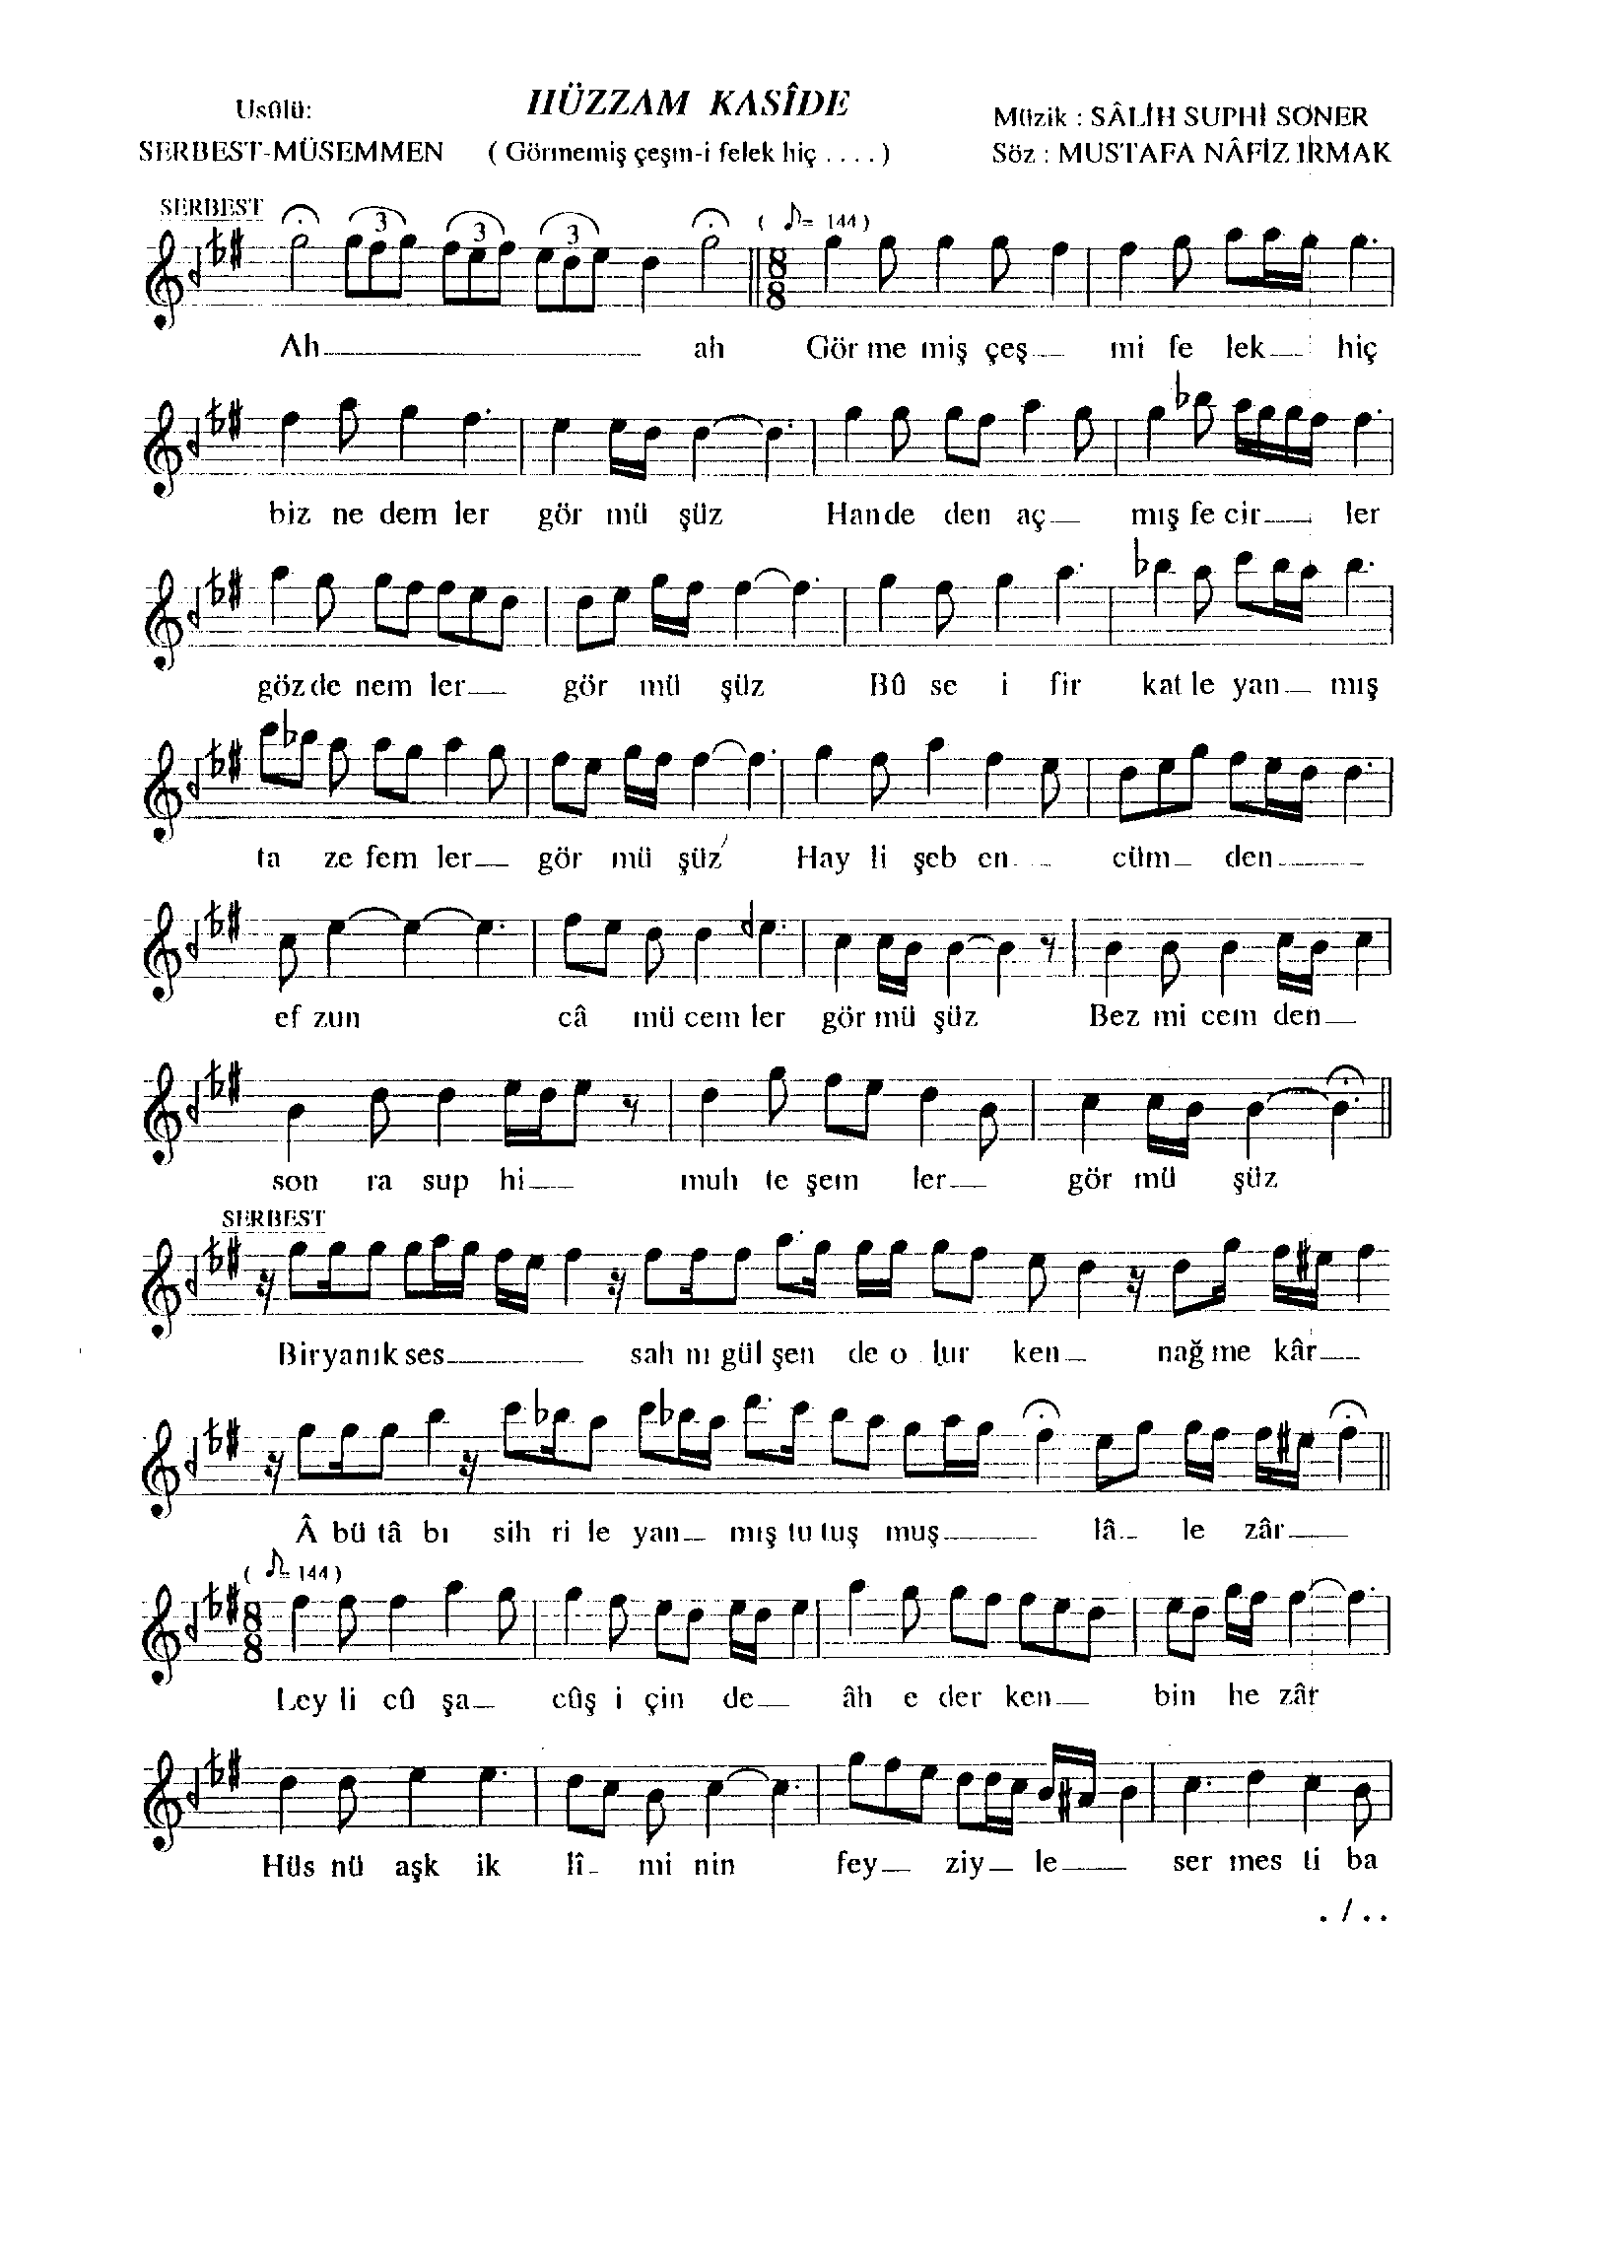 Usûlü:
SERBEST-MÜSEMMEN
HÜZZAM KASÎDE
( Görmemiş çeşm-i felek hiç . . . . )
Müzik : SÂLİH SUPHİ SONER
Söz : MUSTAFA NÂFİZ IRMAK
SERBEST
3 3 3
( ♪= 144 )
8
8
Ah ah Gör me miş çeş mi fe lek hiç
biz ne dem ler gör mü şüz Han de den aç mış fe cir ler
göz de nem ler gör mü şüz Bû se i fir kat le yan mış
ta ze fem ler gör mü şüz Hay li şeb en cüm den
ef zun câ mü cem ler gör mü şüz Bez mi cem den
son ra sup hi muh te şem ler gör mü şüz
SERBEST
Bir yanık ses sah nı gül şen de o lur ken nağ me kâr
Â bü tâ bı sih ri le yan mış tu tuş muş lâ le zâr
( ♪= 144 )
8
8
Ley li cû şa cûş i çin de âh e der ken bin he zâr
Hüs nü aşk ik lî mi nin fey ziy le ser mes ti ba
. / . .